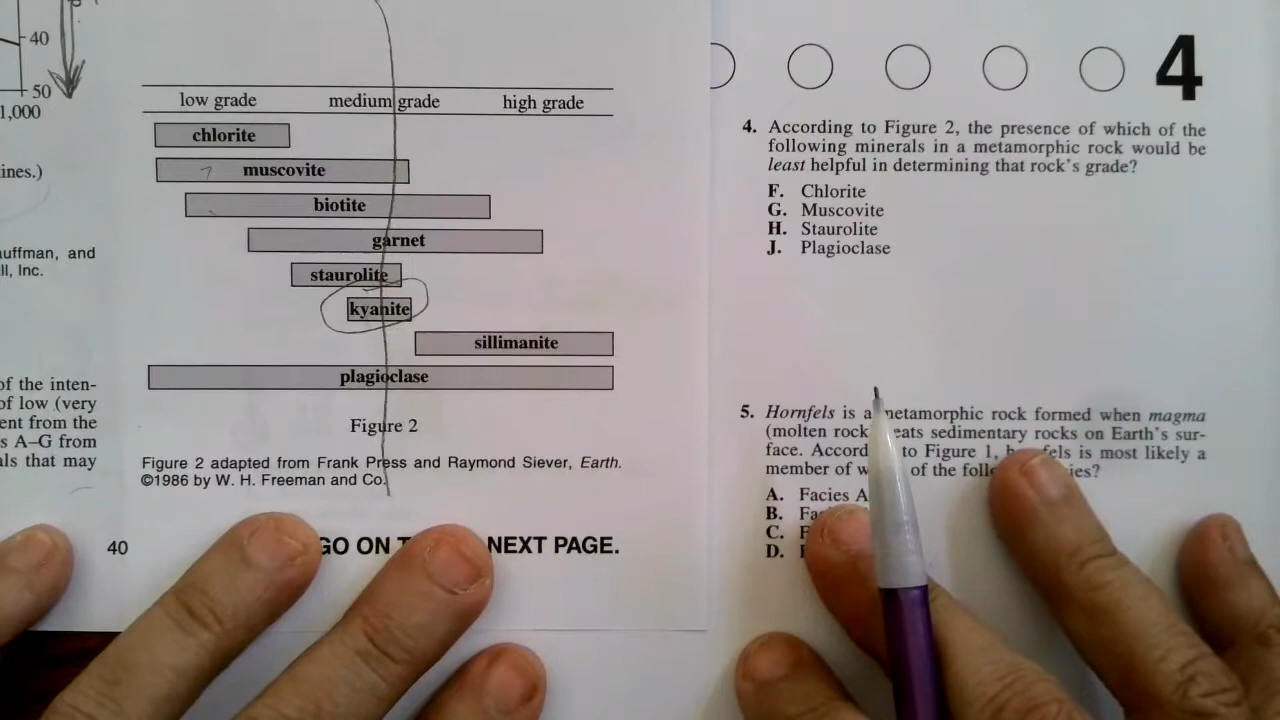 40
50
1,000
ines.)
uffman, and
ll, Inc.
of the inten-
of low (very
ent from the
s A–G from
als that may
low grade medium grade high grade
chlorite
muscovite
biotite
garnet
staurolite
kyanite
sillimanite
plagioclase
Figure 2
Figure 2 adapted from Frank Press and Raymond Siever, Earth.
©1986 by W. H. Freeman and Co.
40
GO ON NEXT PAGE.
4
4. According to Figure 2, the presence of which of the
following minerals in a metamorphic rock would be
least helpful in determining that rock's grade?
F. Chlorite
G. Muscovite
H. Staurolite
J. Plagioclase
5. Hornfels is a metamorphic rock formed when magma
(molten rock eats sedimentary rocks on Earth's sur-
face. Accord to Figure 1, fels is most likely a
member of w of the foll ies?
A. Facies A
B. Fa
C. F
D.